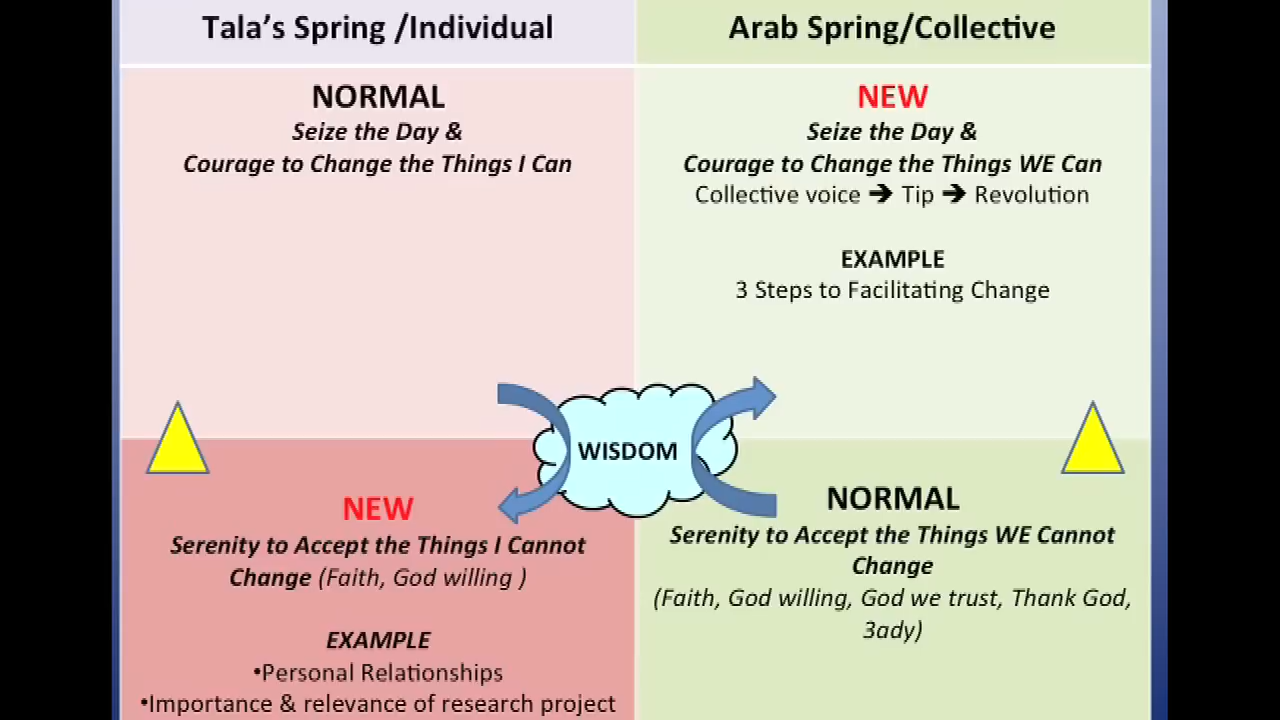 Tala's Spring /Individual
Arab Spring/Collective
NORMAL
Seize the Day &
Courage to Change the Things I Can
NEW
Seize the Day &
Courage to Change the Things WE Can
Collective voice ➔ Tip ➔ Revolution
EXAMPLE
3 Steps to Facilitating Change
WISDOM
NEW
Serenity to Accept the Things I Cannot
Change (Faith, God willing )
EXAMPLE
•Personal Relationships
•Importance & relevance of research project
NORMAL
Serenity to Accept the Things WE Cannot
Change
(Faith, God willing, God we trust, Thank God,
3ady)